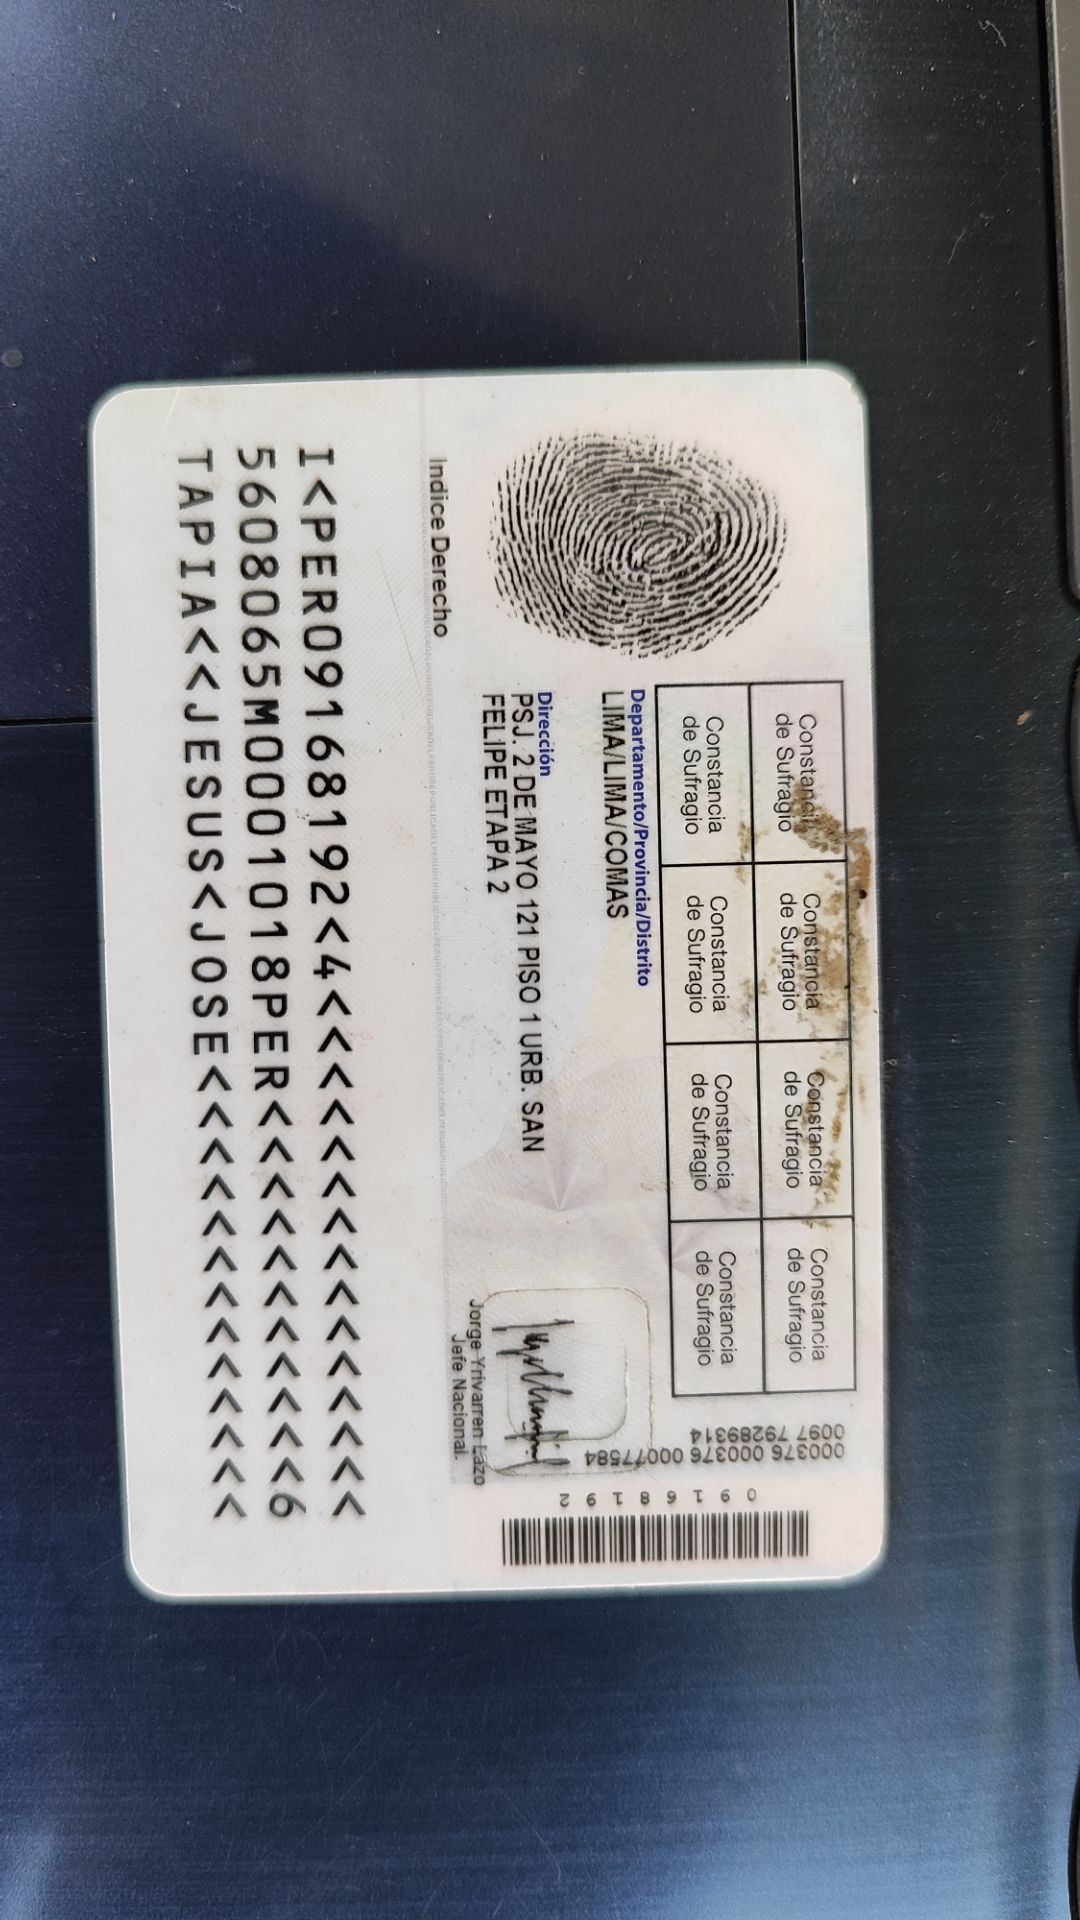 Constancia de Sufragio
Constancia de Sufragio
Constancia de Sufragio
Constancia de Sufragio
Constancia de Sufragio
Constancia de Sufragio
Constancia de Sufragio
Constancia de Sufragio
000376 000376 00077584
0097 79289314
09168192
Departamento/Provincia/Distrito
LIMA/LIMA/COMAS
Dirección
PSJ. 2 DE MAYO 121 PISO 1 URB. SAN
FELIPE ETAPA 2
Indice Derecho
Jorge Yrivarren Lazo
Jefe Nacional.
I<PER09168192<4<<<<<<<<<<<<<<<
5608065M0001018PER<<<<<<<<<<<6
TAPIA<<JESUS<JOSE<<<<<<<<<<<<<